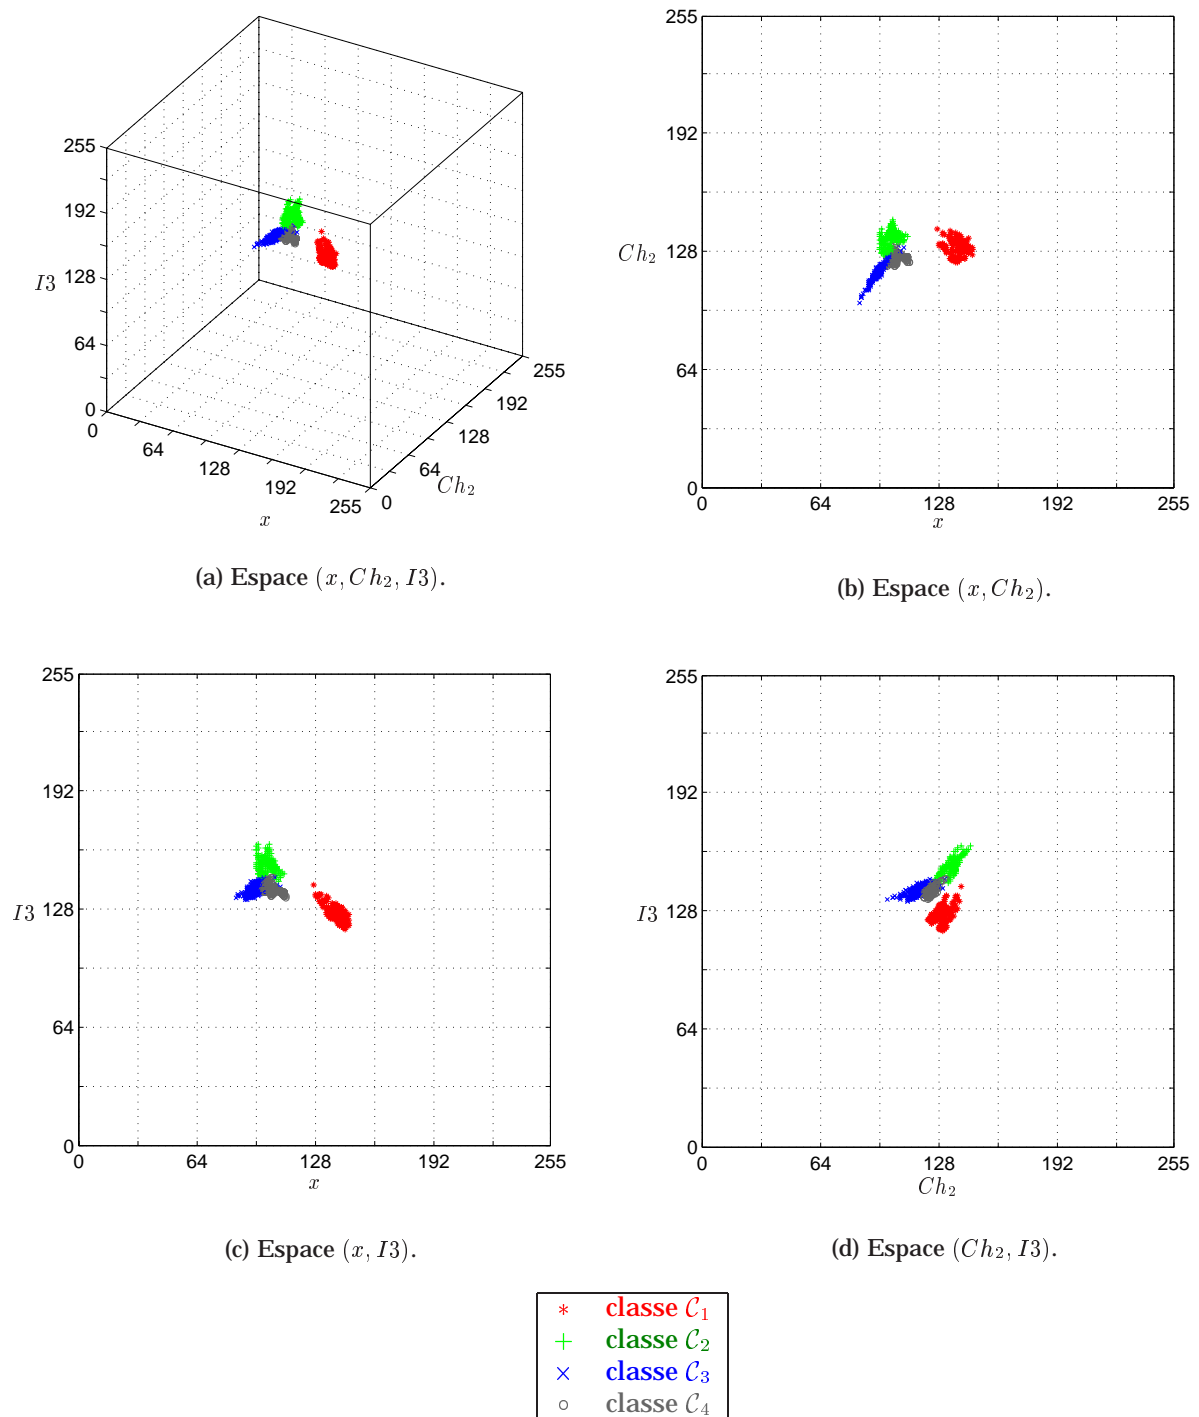 255
192
128
64
0
I3
0
64
128
192
255
x
0
64
128
192
255
Ch₂
(a) Espace (x, Ch₂, I3).
255
192
128
64
0
Ch₂
0
64
128
192
255
x
(b) Espace (x, Ch₂).
255
192
128
64
0
I3
0
64
128
192
255
x
(c) Espace (x, I3).
255
192
128
64
0
I3
0
64
128
192
255
Ch₂
(d) Espace (Ch₂, I3).
* classe 𝒞₁
+ classe 𝒞₂
× classe 𝒞₃
o classe 𝒞₄